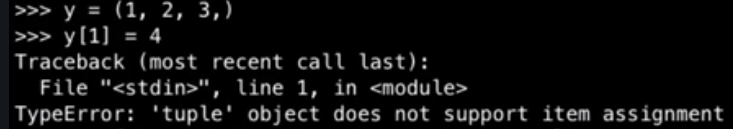 >>> y = (1, 2, 3,)
>>> y[1] = 4
Traceback (most recent call last):
  File "<stdin>", line 1, in <module>
TypeError: 'tuple' object does not support item assignment